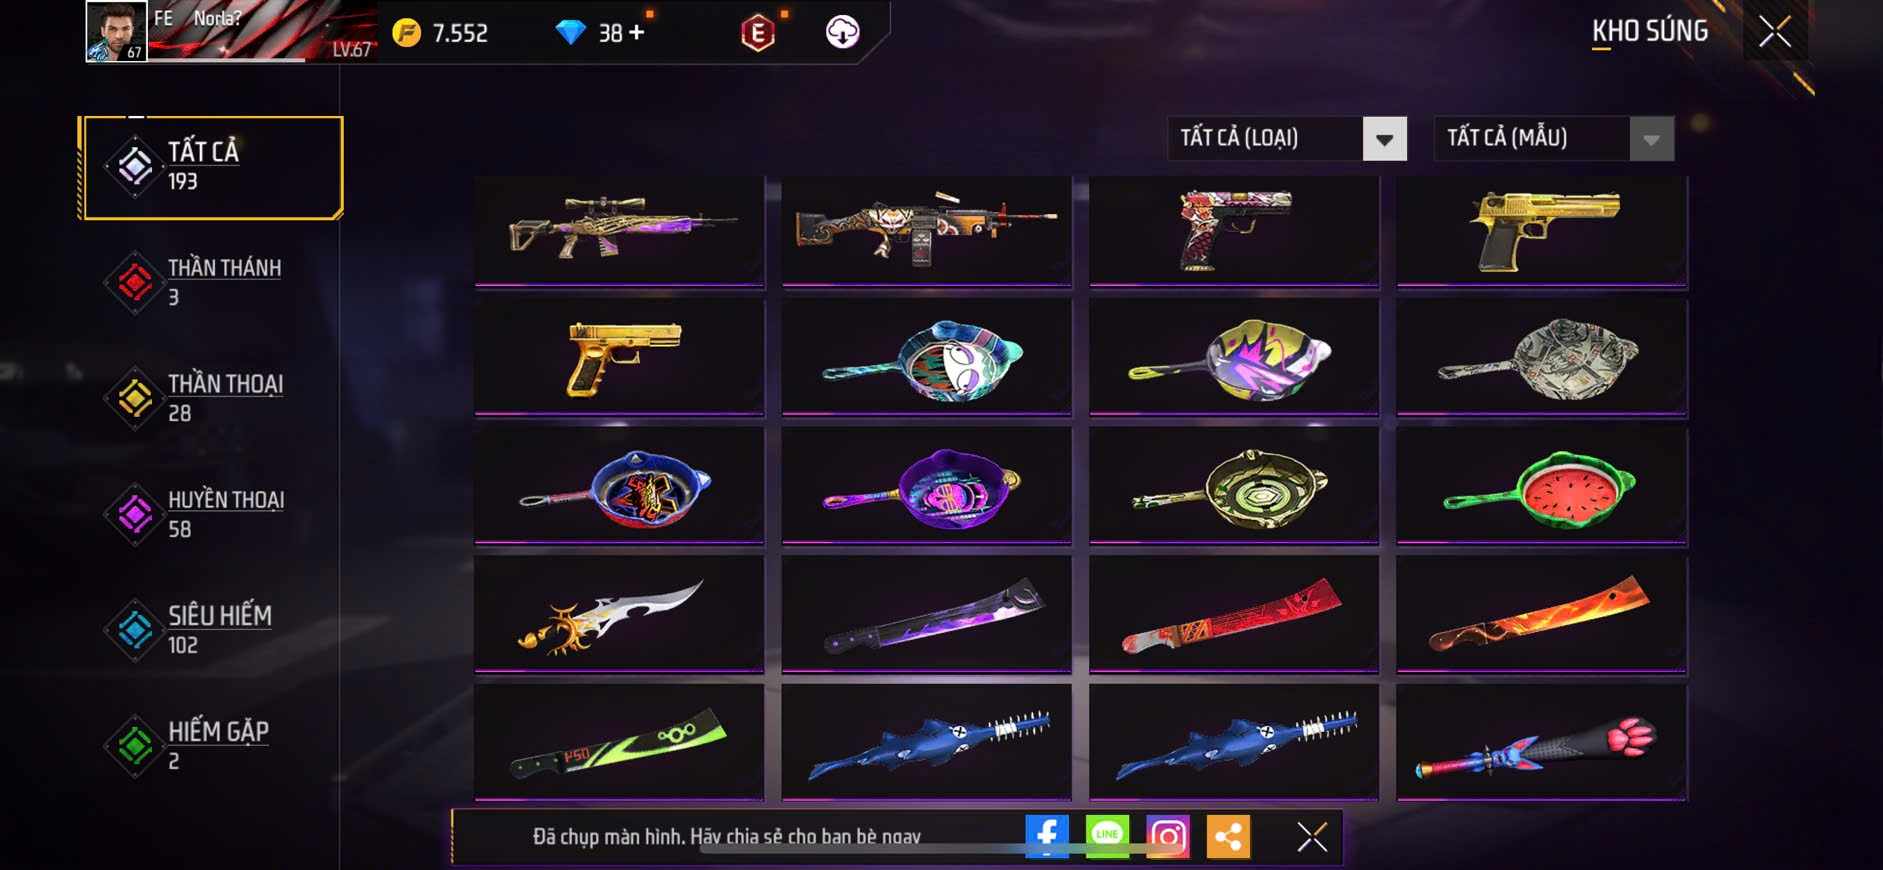 FE Norla?
67
LV.67
7.552
38 +
E
KHO SÚNG
TẤT CẢ (LOẠI)
TẤT CẢ (MẪU)
TẤT CẢ
193
THẦN THÁNH
3
THẦN THOẠI
28
HUYỀN THOẠI
58
SIÊU HIẾM
102
HIẾM GẶP
2
Đã chụp màn hình. Hãy chia sẻ cho bạn bè ngay
LINE